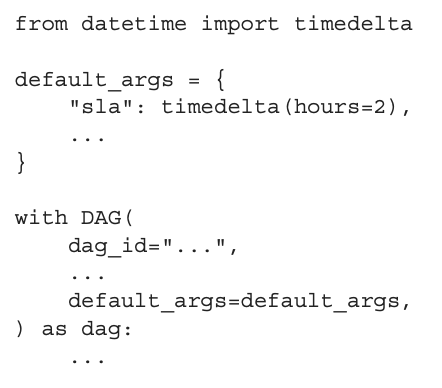 from datetime import timedelta

default_args = {
    "sla": timedelta(hours=2),
    ...
}

with DAG(
    dag_id="...",
    ...
    default_args=default_args,
) as dag:
    ...